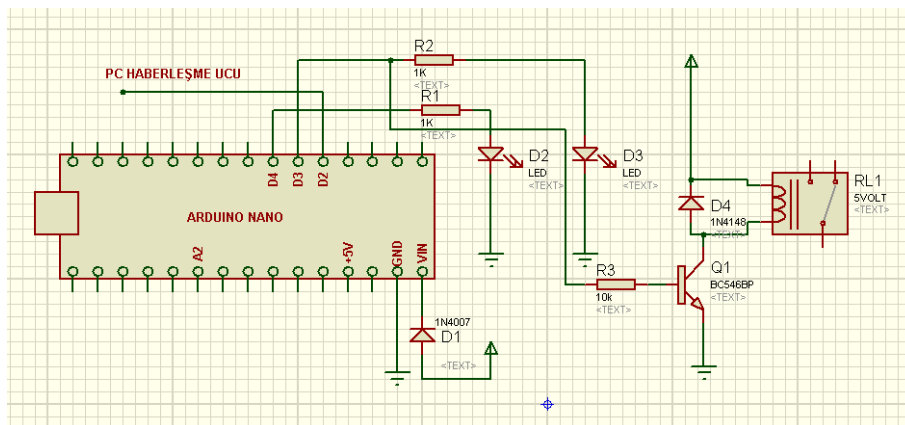 R2
1K
<TEXT>
PC HABERLEŞME UCU
R1
1K
<TEXT>
D2
LED
<TEXT>
D3
LED
<TEXT>
D4 D3 D2
ARDUINO NANO
A2 +5V GND VIN
RL1
5VOLT
<TEXT>
D4
1N4148
<TEXT>
R3
10k
<TEXT>
Q1
BC546BP
<TEXT>
1N4007
D1
<TEXT>